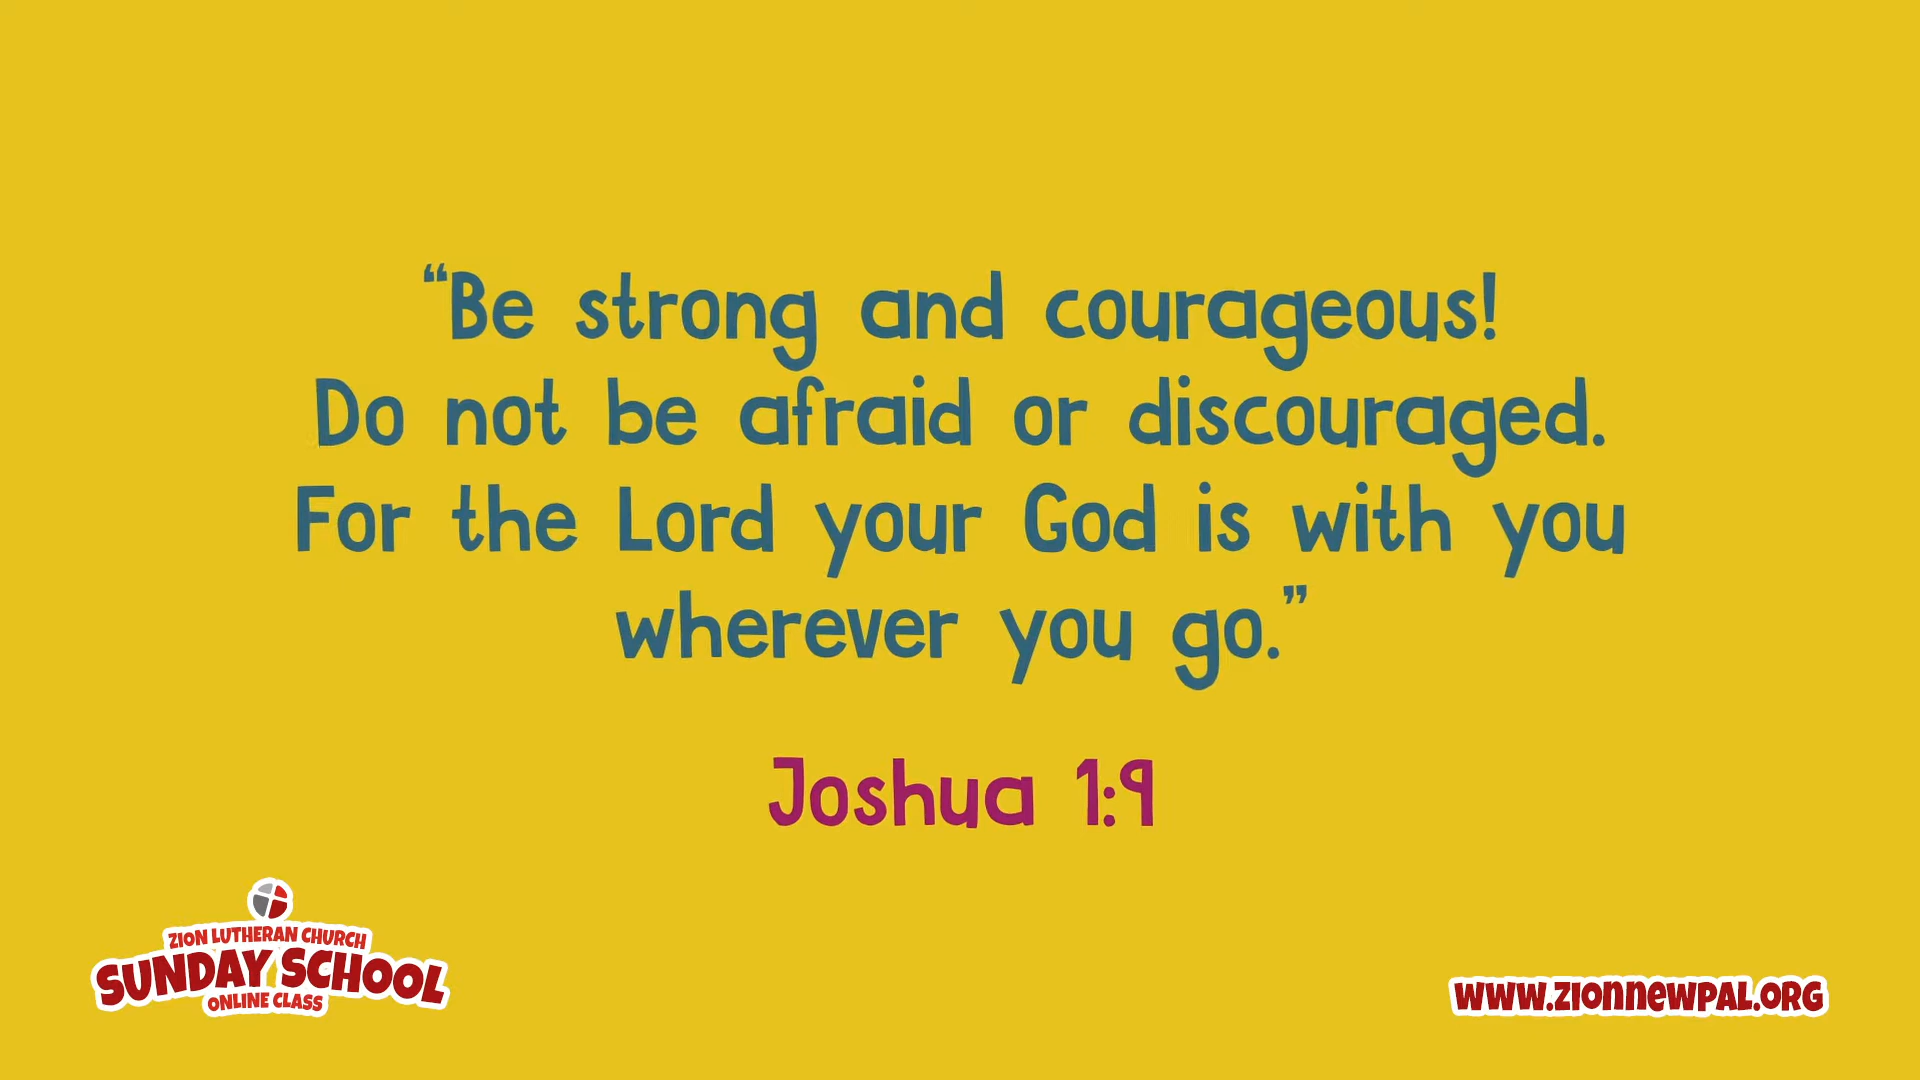 “Be strong and courageous!
Do not be afraid or discouraged.
For the Lord your God is with you
wherever you go.”
Joshua 1:9
ZION LUTHERAN CHURCH
SUNDAY SCHOOL
ONLINE CLASS
WWW.ZIONNEWPAL.ORG